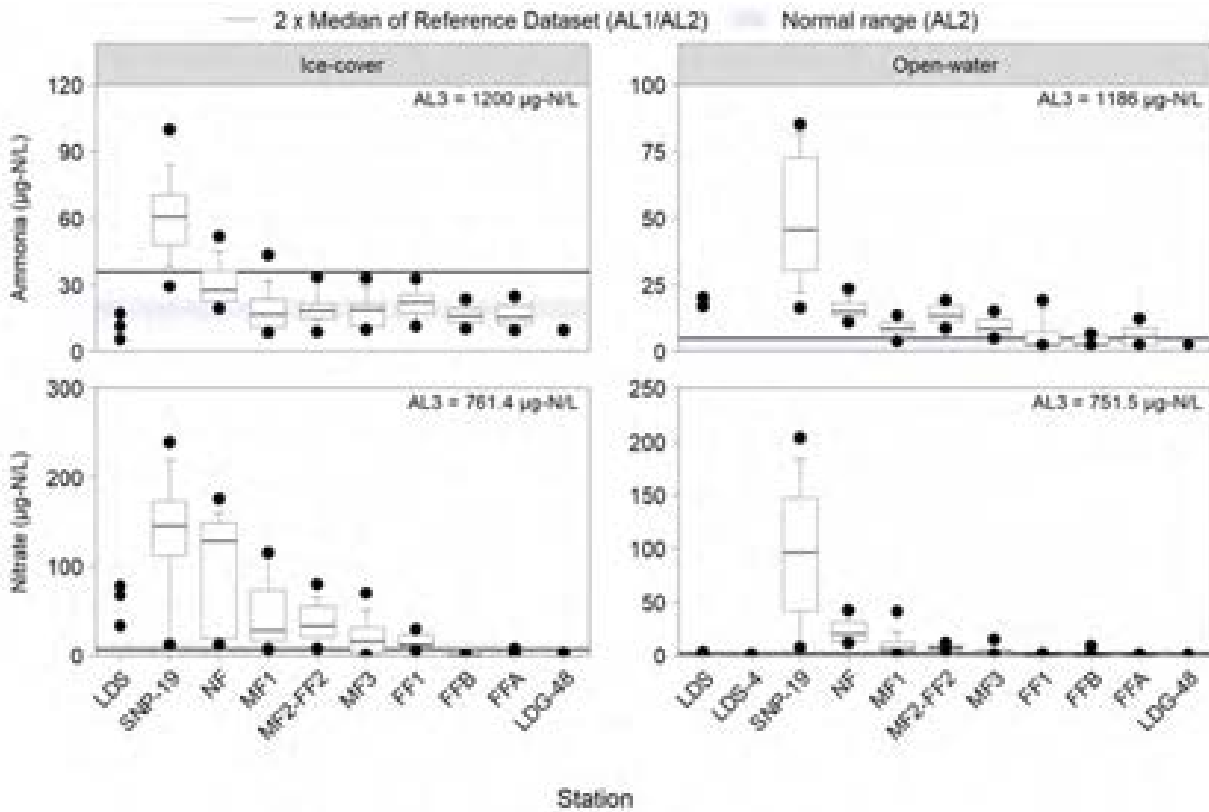 2 x Median of Reference Dataset (AL1/AL2) Normal range (AL2)
Ice-cover Open-water
AL3 = 1200 µg-N/L AL3 = 1186 µg-N/L
Ammonia (µg-N/L)
120
90
60
30
0
100
75
50
25
0
AL3 = 761.4 µg-N/L AL3 = 751.5 µg-N/L
Nitrate (µg-N/L)
300
200
100
0
250
200
150
100
50
0
LDS SNP-19 NF MF1 MF2-FF2 MF3 FF1 FFB FFA LDG-48
LDS LDS-4 SNP-19 NF MF1 MF2-FF2 MF3 FF1 FFB FFA LDG-48
Station